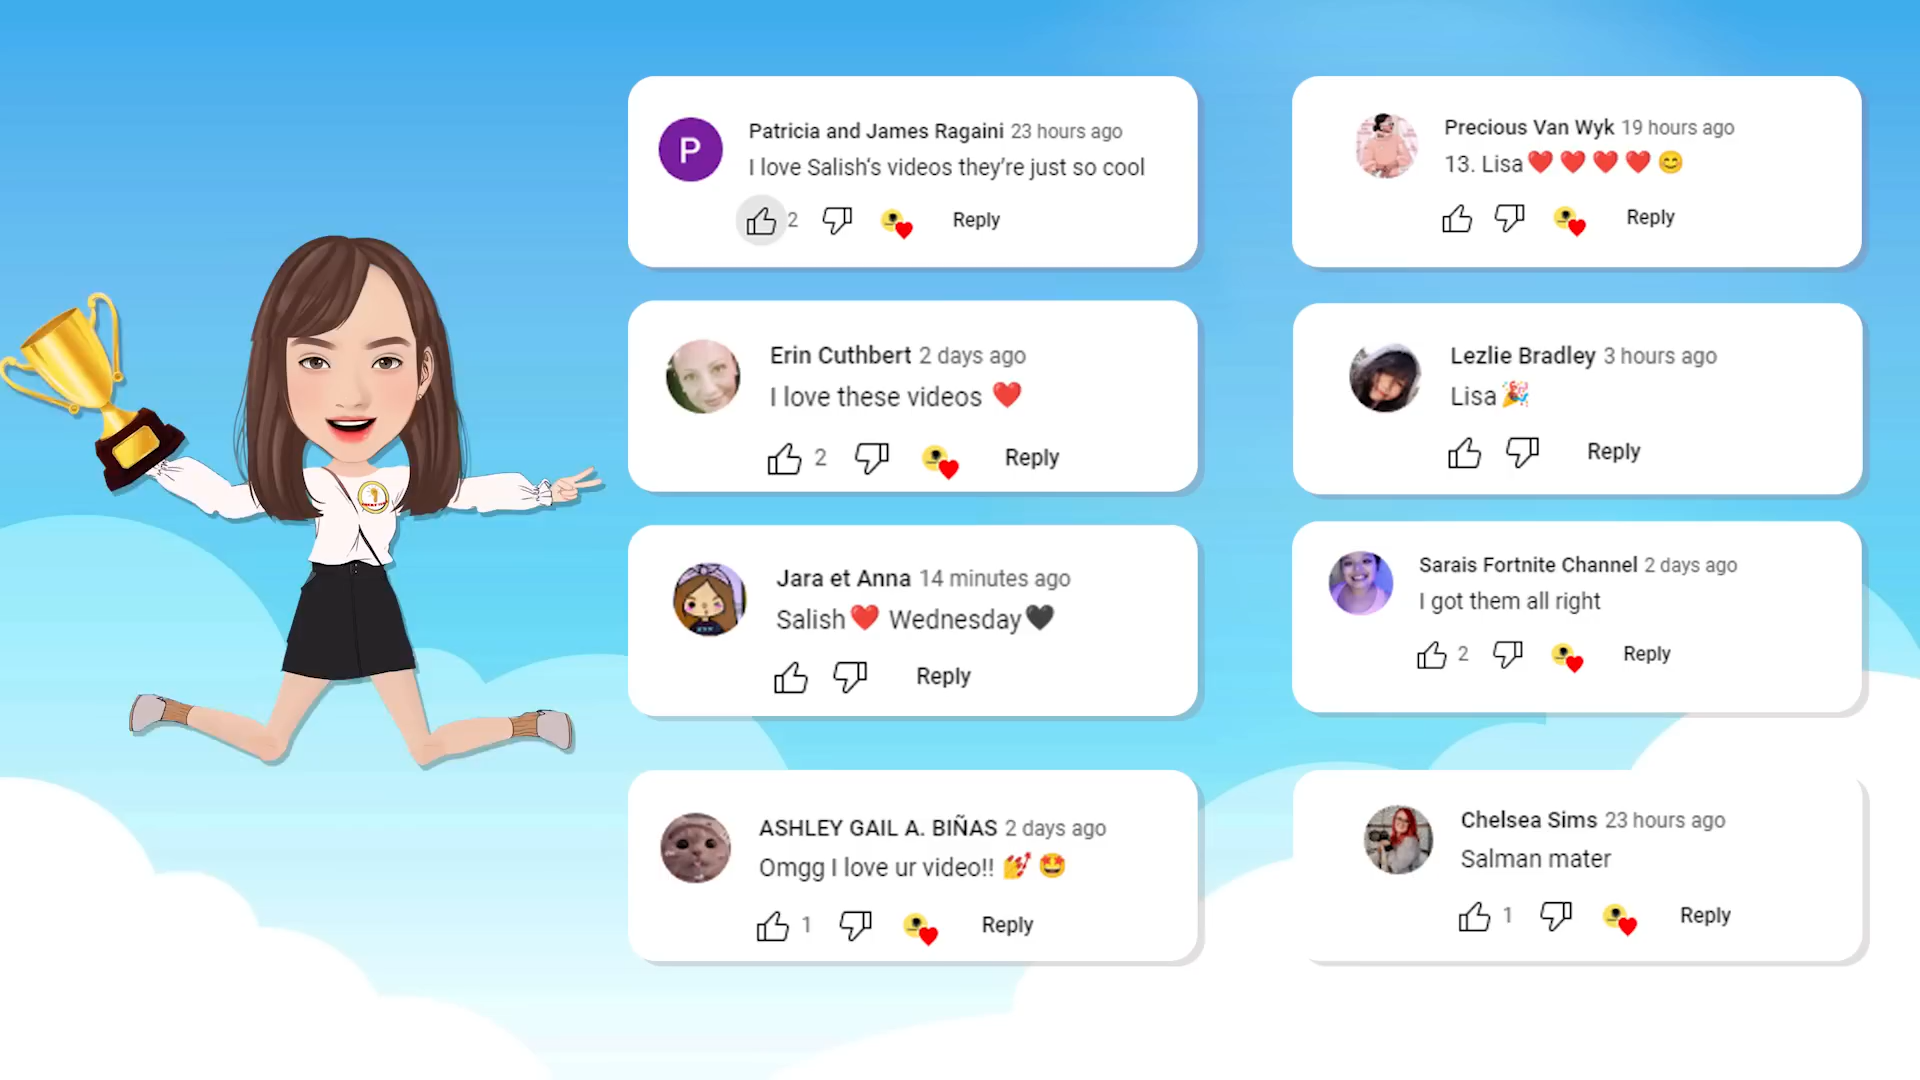 P
Patricia and James Ragaini 23 hours ago
I love Salish's videos they're just so cool
2 Reply
Erin Cuthbert 2 days ago
I love these videos ❤️
2 Reply
Jara et Anna 14 minutes ago
Salish❤️ Wednesday🖤
Reply
ASHLEY GAIL A. BIÑAS 2 days ago
Omgg I love ur video!! 💅 🤩
1 Reply
Precious Van Wyk 19 hours ago
13. Lisa❤️ ❤️ ❤️ ❤️ 😊
Reply
Lezlie Bradley 3 hours ago
Lisa🎉
Reply
Sarais Fortnite Channel 2 days ago
I got them all right
2 Reply
Chelsea Sims 23 hours ago
Salman mater
1 Reply